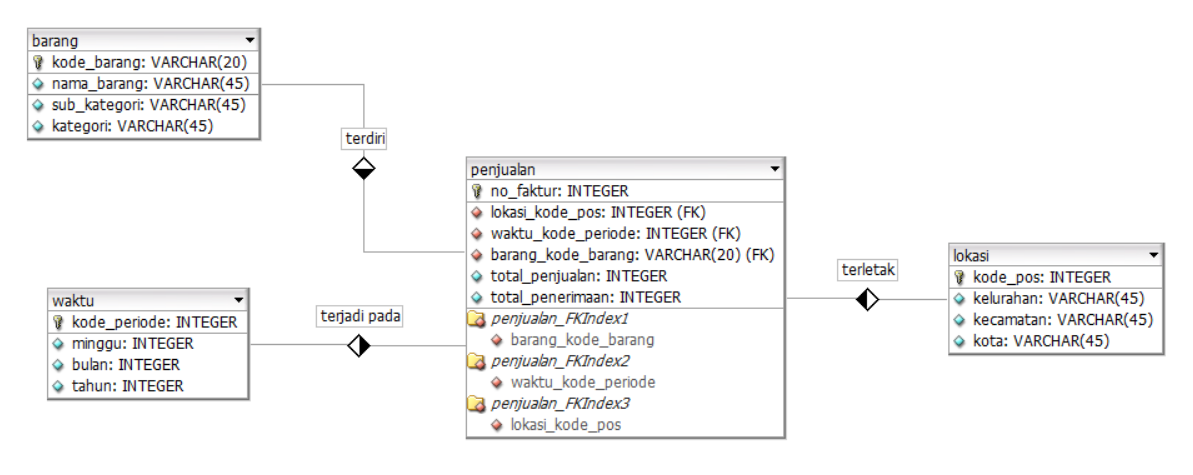 barang
kode_barang: VARCHAR(20)
nama_barang: VARCHAR(45)
sub_kategori: VARCHAR(45)
kategori: VARCHAR(45)
terdiri
penjualan
no_faktur: INTEGER
lokasi_kode_pos: INTEGER (FK)
waktu_kode_periode: INTEGER (FK)
barang_kode_barang: VARCHAR(20) (FK)
total_penjualan: INTEGER
total_penerimaan: INTEGER
penjualan_FKIndex1
barang_kode_barang
penjualan_FKIndex2
waktu_kode_periode
penjualan_FKIndex3
lokasi_kode_pos
waktu
kode_periode: INTEGER
minggu: INTEGER
bulan: INTEGER
tahun: INTEGER
terjadi pada
terletak
lokasi
kode_pos: INTEGER
kelurahan: VARCHAR(45)
kecamatan: VARCHAR(45)
kota: VARCHAR(45)